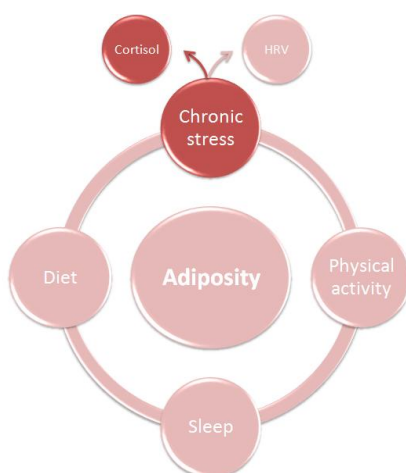 Cortisol
HRV
Chronic
stress
Diet
Adiposity
Physical
activity
Sleep